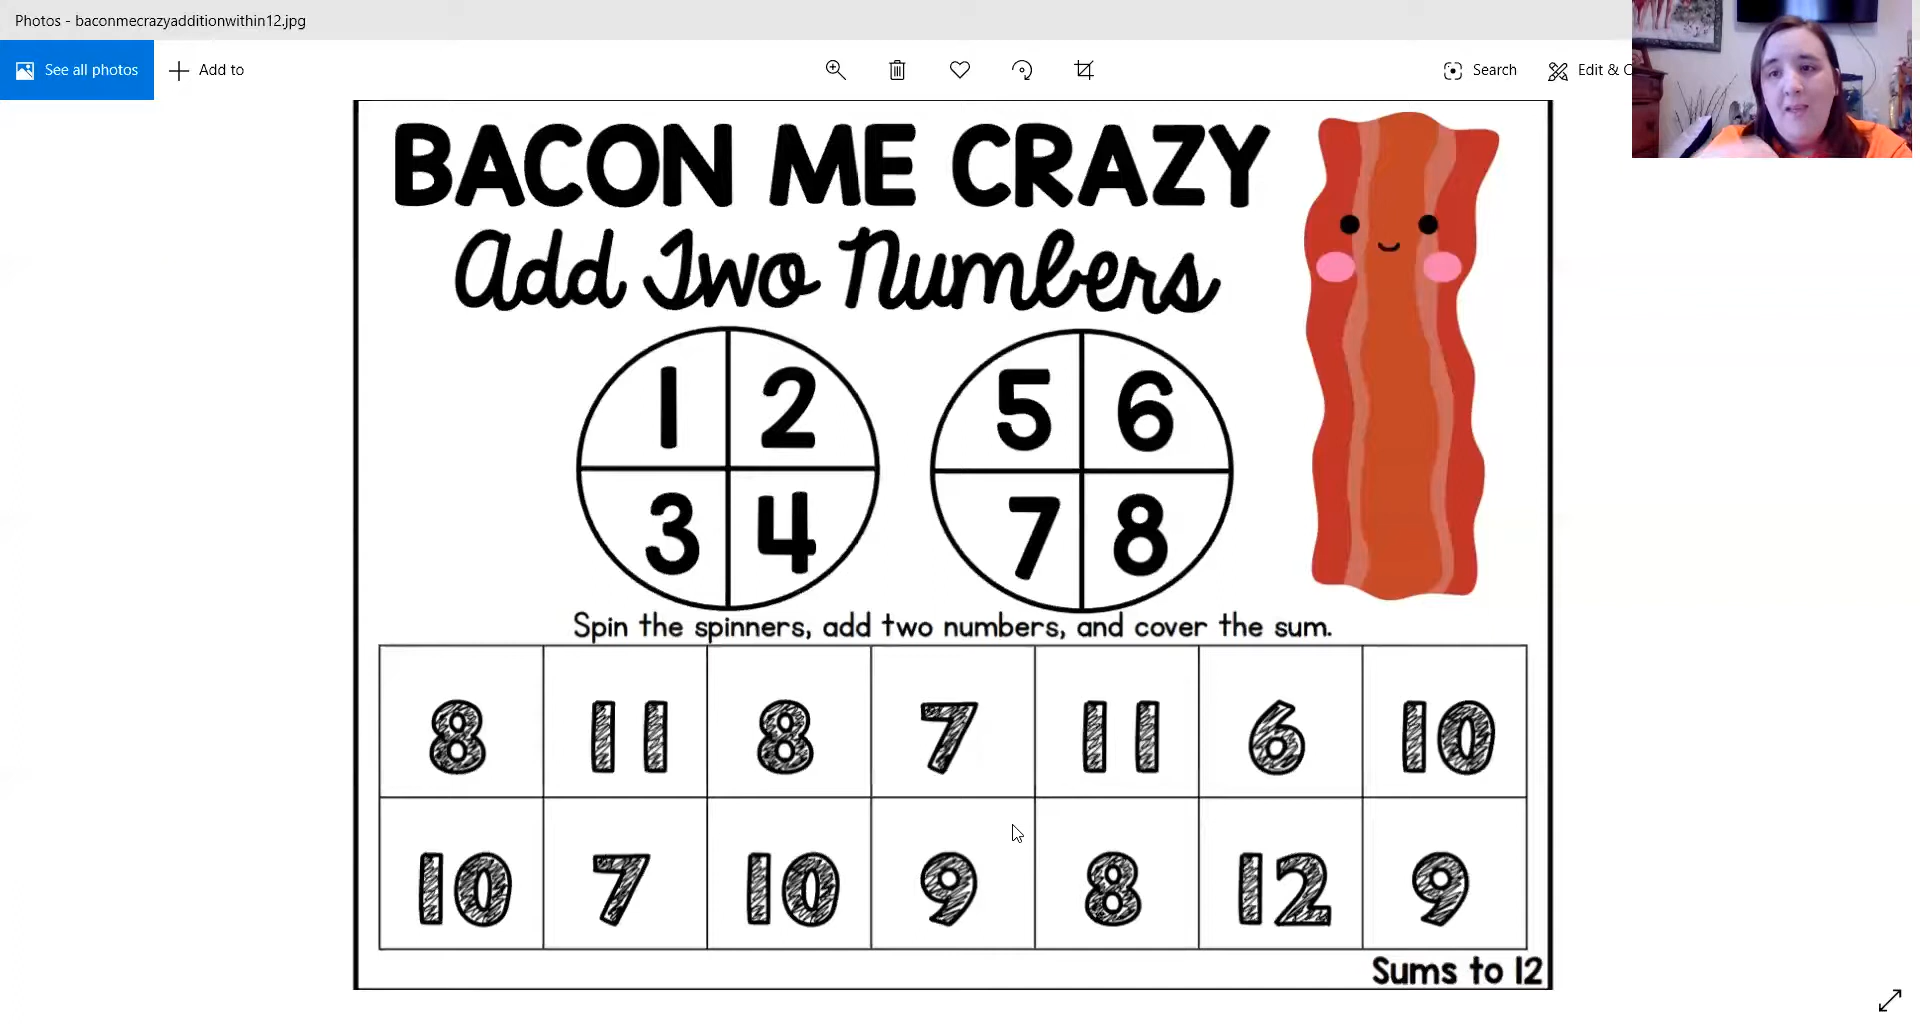 Photos - baconmecrazyadditionwithin12.jpg
See all photos
Add to
Search
Edit & C
BACON ME CRAZY
Add Two Numbers
1 2 5 6
3 4 7 8
Spin the spinners, add two numbers, and cover the sum.
8 11 8 7 11 6 10
10 7 10 9 8 12 9
Sums to 12